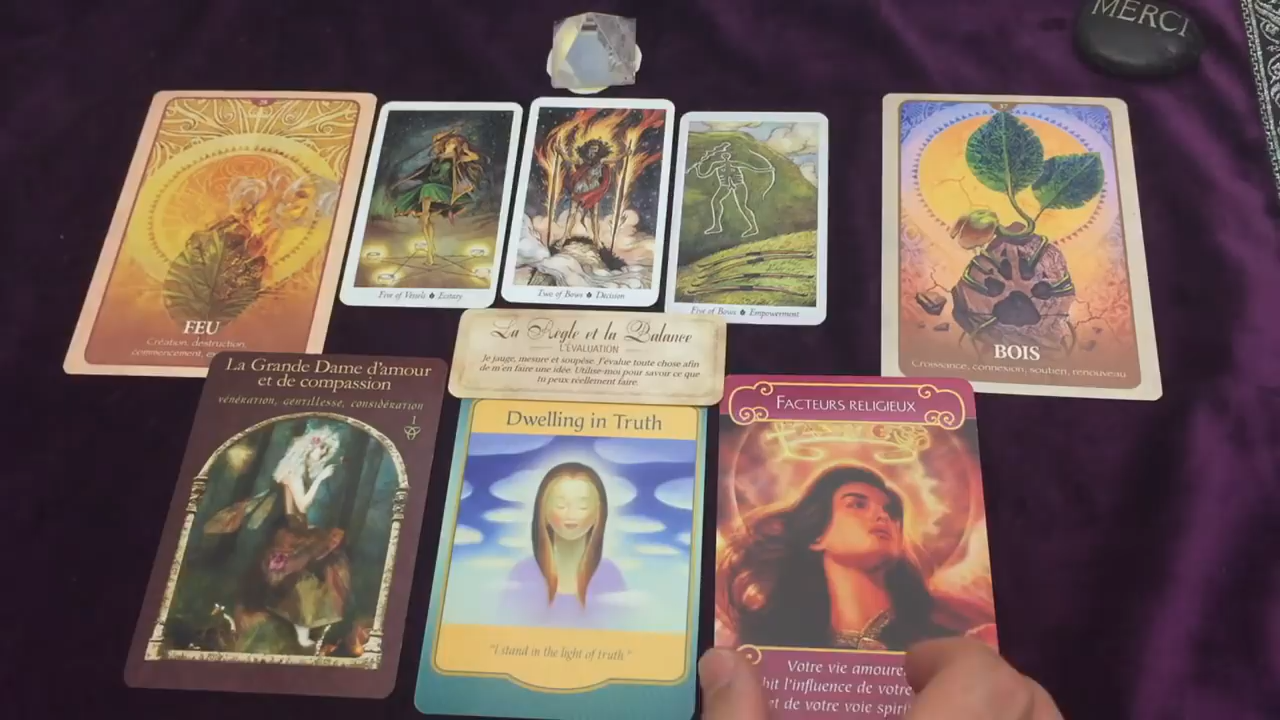 MERCI
28
FEU
Création, destruction,
commencement,
Five of Vessels Ecstasy
Two of Bows Decision
Five of Bows Empowerment
37
BOIS
Croissance, connexion, soutien, renouveau
La Règle et la Balance
L'ÉVALUATION
Je jauge, mesure et soupèse. J'évalue toute chose afin
de m'en faire une idée. Utilise-moi pour savoir ce que
tu peux réellement faire.
La Grande Dame d'amour
et de compassion
vénération, gentillesse, considération
1
Dwelling in Truth
"I stand in the light of truth"
FACTEURS RELIGIEUX
Votre vie
l'influence de votre
et de votre voie